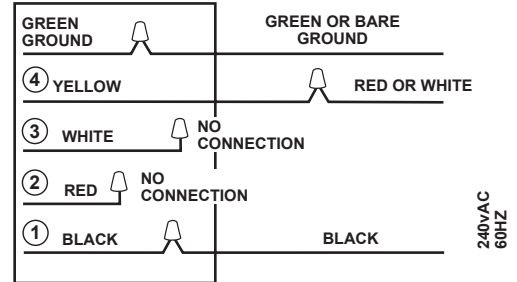 GREEN
GROUND
GREEN OR BARE
GROUND
4 YELLOW
RED OR WHITE
3 WHITE
NO
CONNECTION
2 RED
NO
CONNECTION
1 BLACK
BLACK
240vAC
60HZ